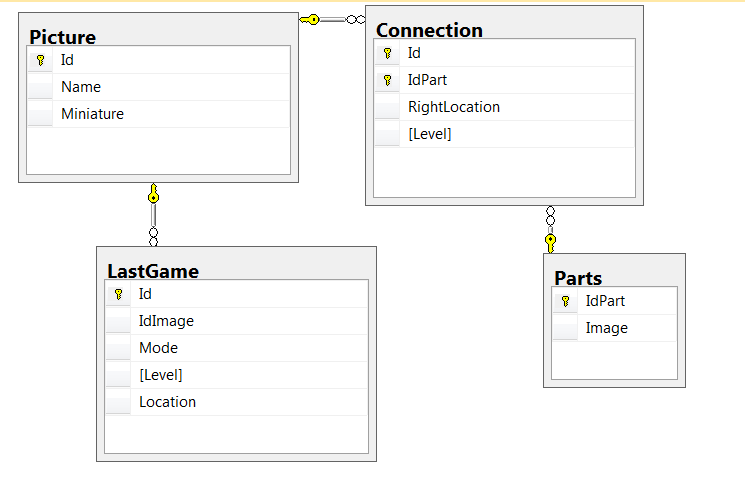 Picture
Id
Name
Miniature
Connection
Id
IdPart
RightLocation
[Level]
LastGame
Id
IdImage
Mode
[Level]
Location
Parts
IdPart
Image